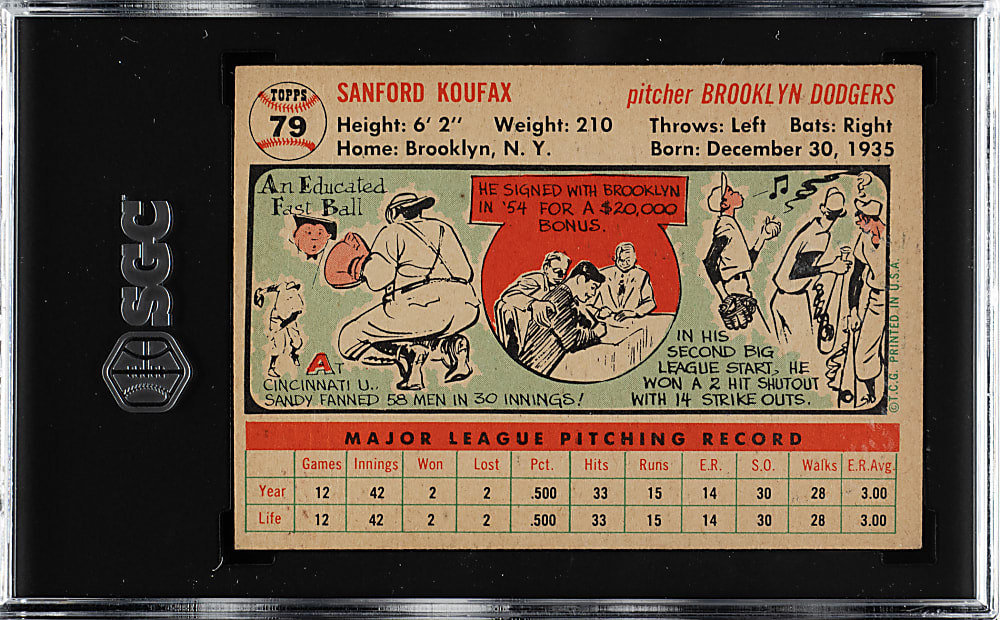 SGC
TOPPS
79
SANFORD KOUFAX pitcher BROOKLYN DODGERS
Height: 6' 2" Weight: 210 Throws: Left Bats: Right
Home: Brooklyn, N. Y. Born: December 30, 1935
An Educated
Fast Ball
AT
CINCINNATI U..
SANDY FANNED 58 MEN IN 30 INNINGS!
HE SIGNED WITH BROOKLYN
IN '54 FOR A $20,000
BONUS.
IN HIS
SECOND BIG
LEAGUE START, HE
WON A 2 HIT SHUTOUT
WITH 14 STRIKE OUTS.
©T.C.G. PRINTED IN U.S.A.
MAJOR LEAGUE PITCHING RECORD
Games Innings Won Lost Pct. Hits Runs E.R. S.O. Walks E.R.Avg.
Year 12 42 2 2 .500 33 15 14 30 28 3.00
Life 12 42 2 2 .500 33 15 14 30 28 3.00